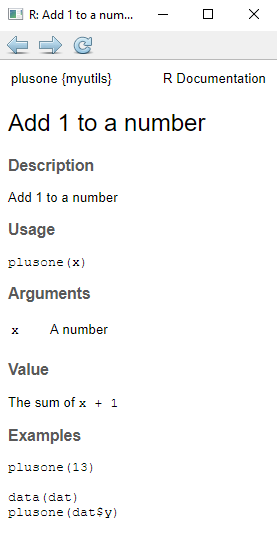 R: Add 1 to a num...
plusone {myutils} R Documentation
Add 1 to a number
Description
Add 1 to a number
Usage
plusone(x)
Arguments
x A number
Value
The sum of x + 1
Examples
plusone(13)
data(dat)
plusone(dat$y)